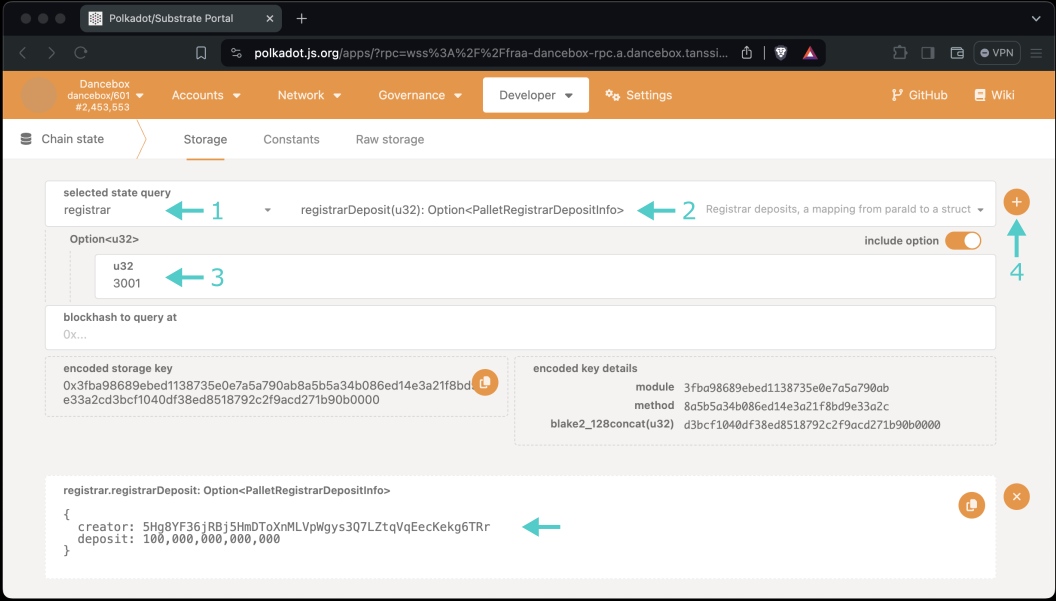 Polkadot/Substrate Portal
polkadot.js.org/apps/?rpc=wss%3A%2F%2Ffraa-dancebox-rpc.a.dancebox.tanssi...
VPN
Dancebox
dancebox/601
#2,453,553
Accounts
Network
Governance
Developer
Settings
GitHub
Wiki
Chain state
Storage
Constants
Raw storage
selected state query
registrar
1
registrarDeposit(u32): Option<PalletRegistrarDepositInfo>
2
Registrar deposits, a mapping from paraId to a struct
Option<u32>
include option
u32
3001
3
4
blockhash to query at
0x...
encoded storage key
0x3fba98689ebed1138735e0e7a5a790ab8a5b5a34b086ed14e3a21f8bd9
e33a2cd3bcf1040df38ed8518792c2f9acd271b90b0000
encoded key details
module 3fba98689ebed1138735e0e7a5a790ab
method 8a5b5a34b086ed14e3a21f8bd9e33a2c
blake2_128concat(u32) d3bcf1040df38ed8518792c2f9acd271b90b0000
registrar.registrarDeposit: Option<PalletRegistrarDepositInfo>
{
creator: 5Hg8YF36jRBj5HmDToXnMLVpWgys3Q7LZtqVqEecKekg6TRr
deposit: 100,000,000,000,000
}